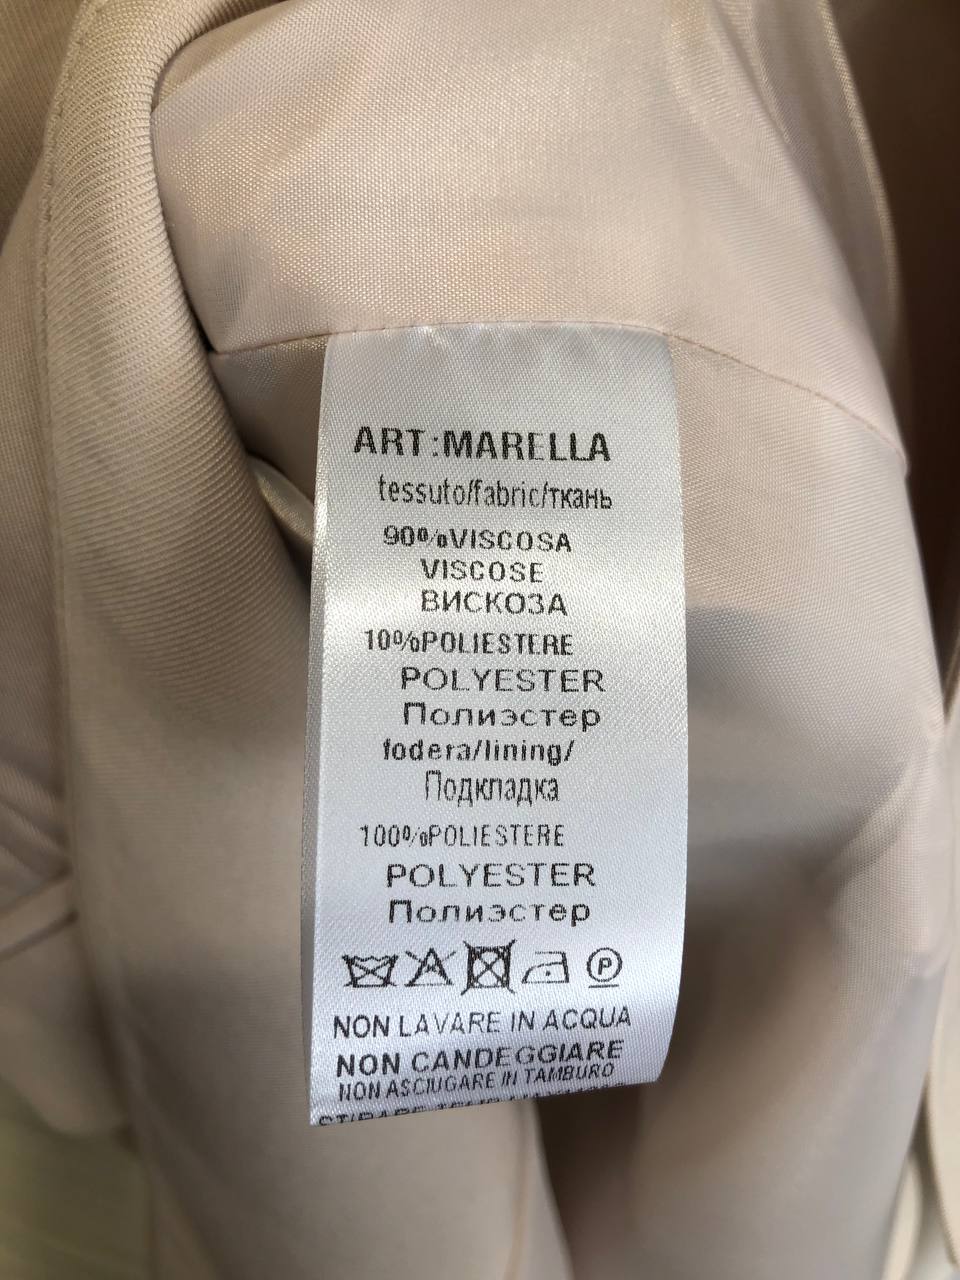 ART:MARELLA
tessuto/fabric/ткань
90%VISCOSA
VISCOSE
ВИСКОЗА
10%POLIESTERE
POLYESTER
Полиэстер
fodera/lining/
Подкладка
100%POLIESTERE
POLYESTER
Полиэстер
P
NON LAVARE IN ACQUA
NON CANDEGGIARE
NON ASCIUGARE IN TAMBURO
STIRARE